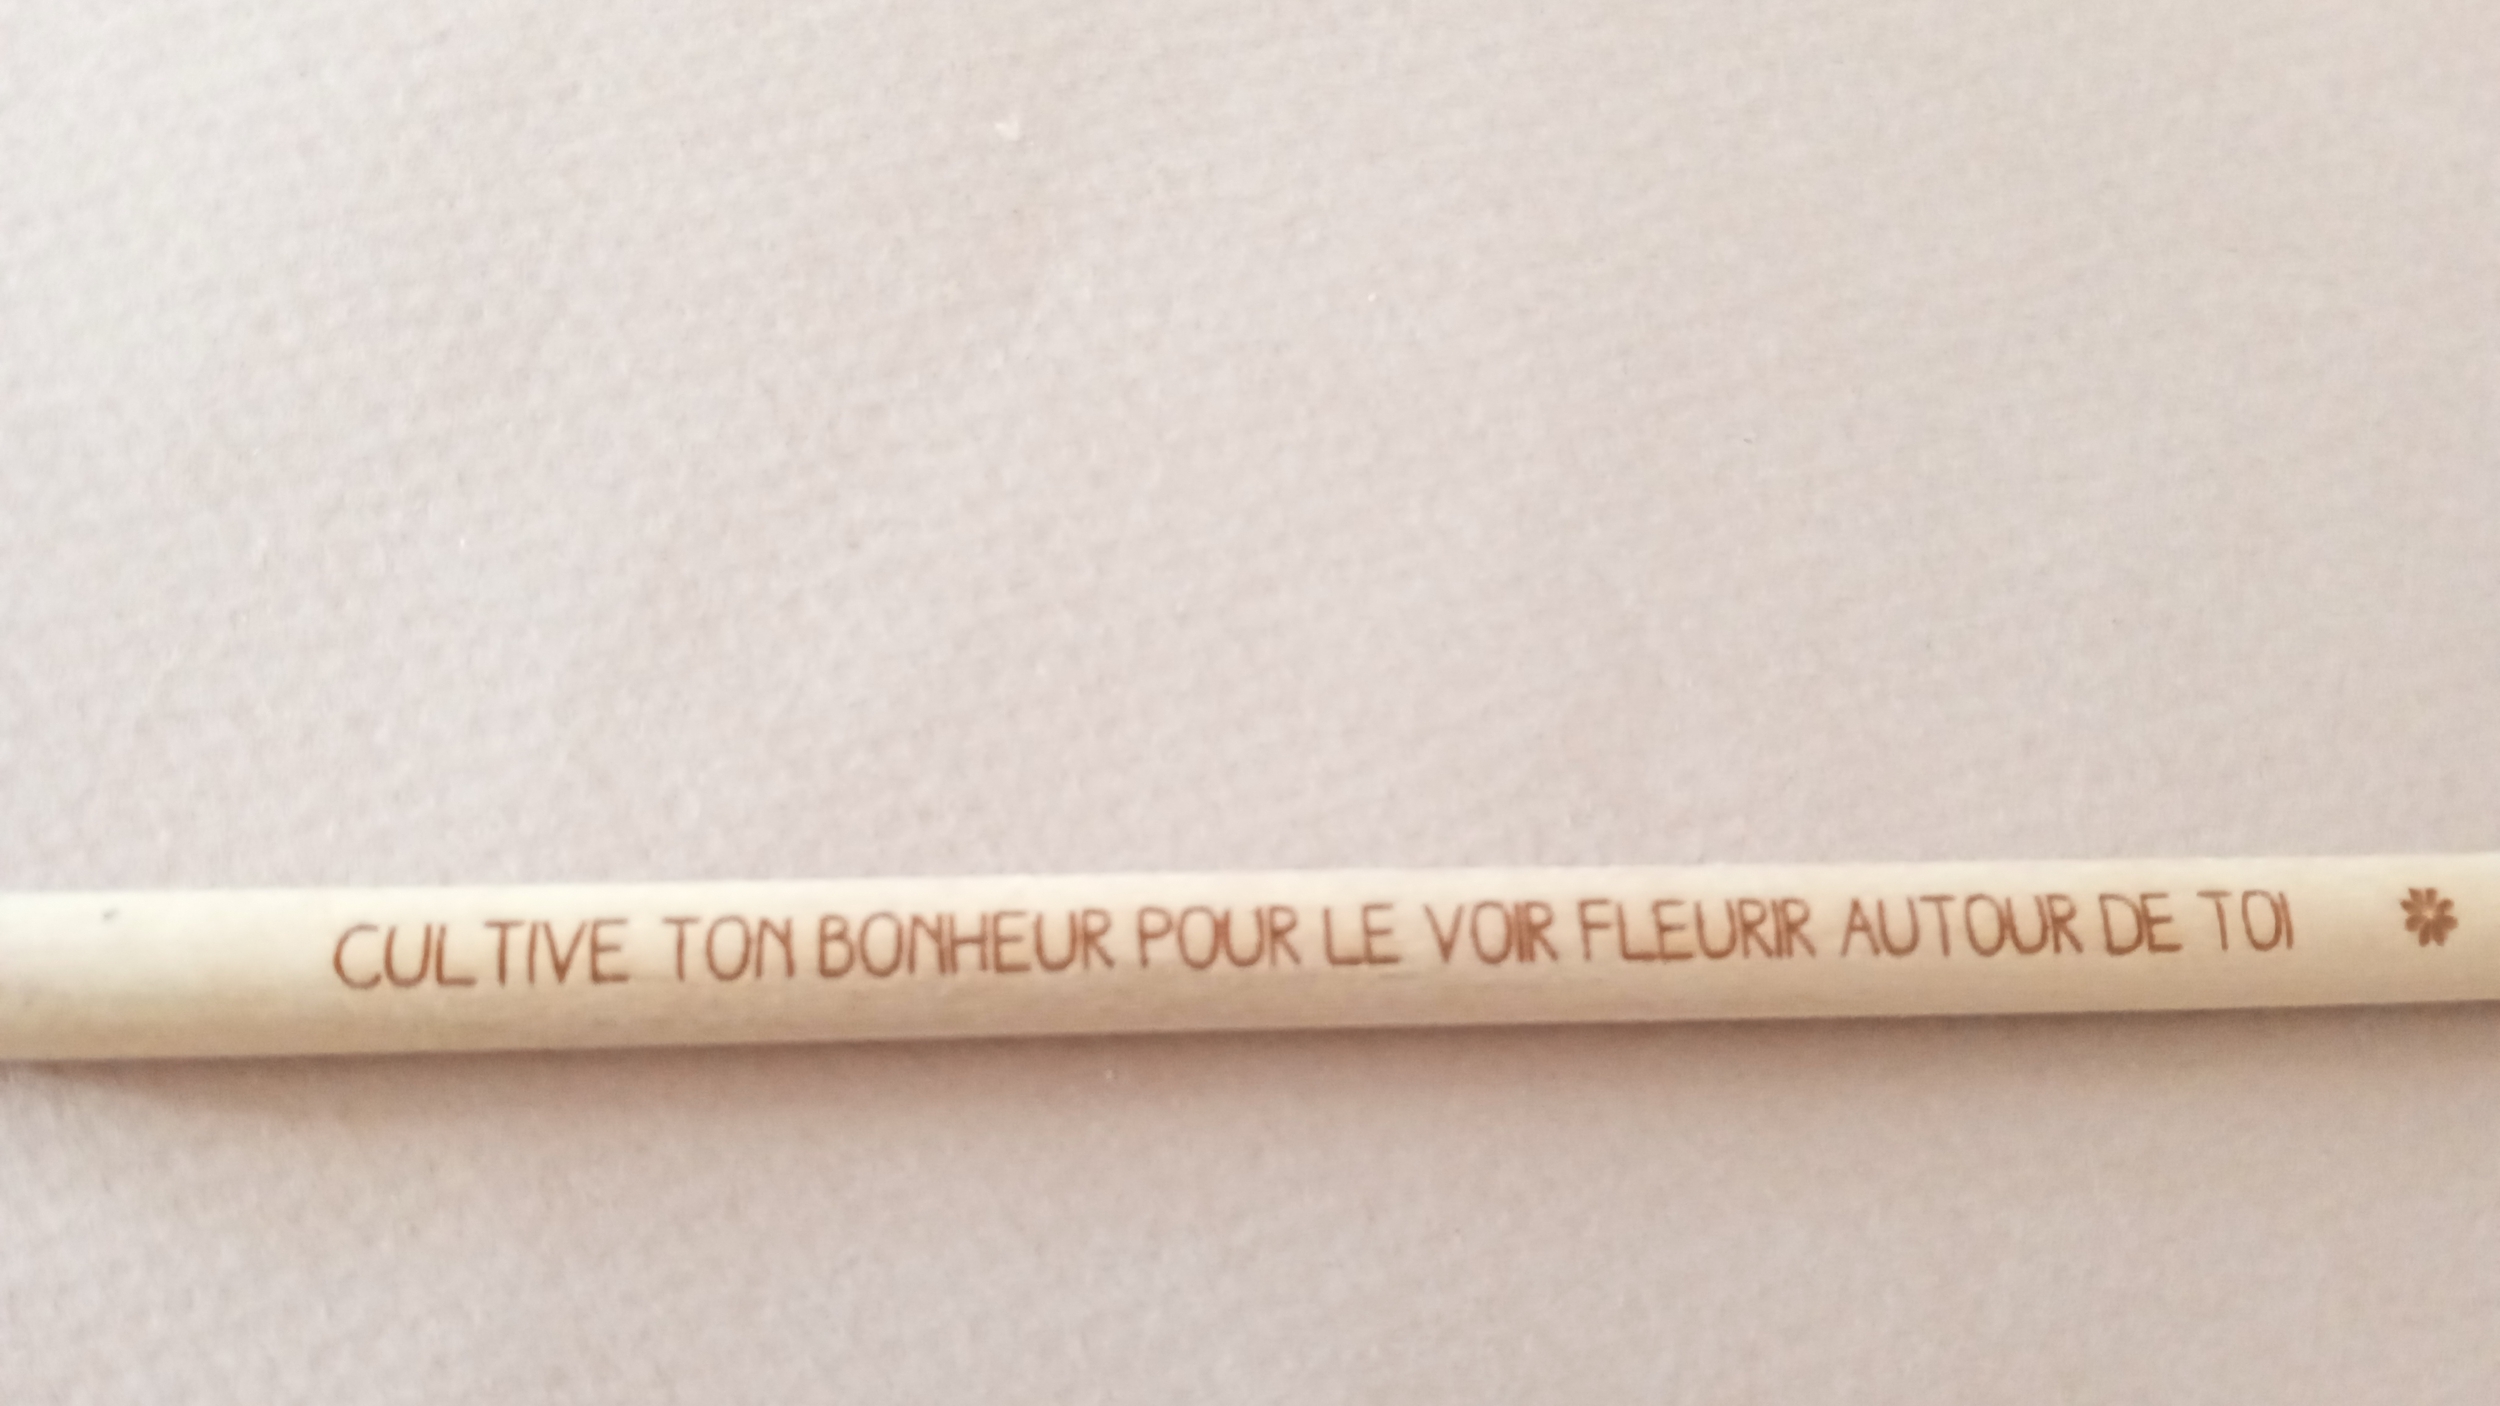 CULTIVE TON BONHEUR POUR LE VOIR FLEURIR AUTOUR DE TOI